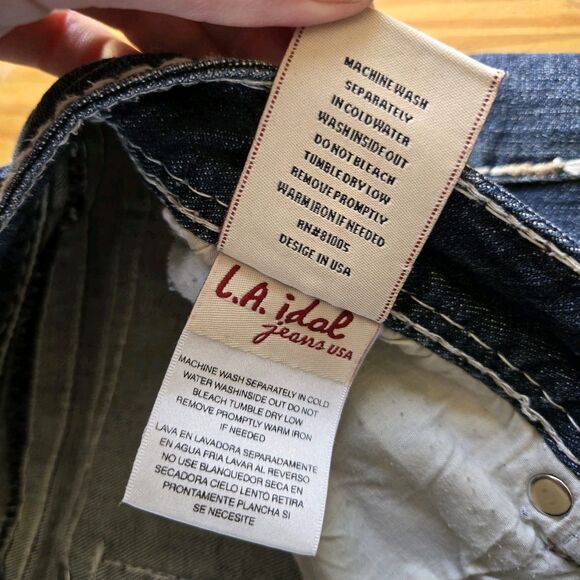 MACHINE WASH
SEPARATELY
IN COLD WATER
WASH INSIDE OUT
DO NOT BLEACH
TUMBLE DRY LOW
REMOVE PROMPTLY
WARM IRON IF NEEDED
RN#81005
DESIGE IN USA
L.A. idol
jeans USA
MACHINE WASH SEPARATELY IN COLD
WATER WASHINSIDE OUT DO NOT
BLEACH TUMBLE DRY LOW
REMOVE PROMPTLY WARM IRON
IF NEEDED
LAVA EN LAVADORA SEPARADAMENTE
EN AGUA FRIA LAVAR AL REVERSO
NO USE BLANQUEDOR SECA EN
SECADORA CIELO LENTO RETIRA
PRONTAMENTE PLANCHA SI
SE NECESITE